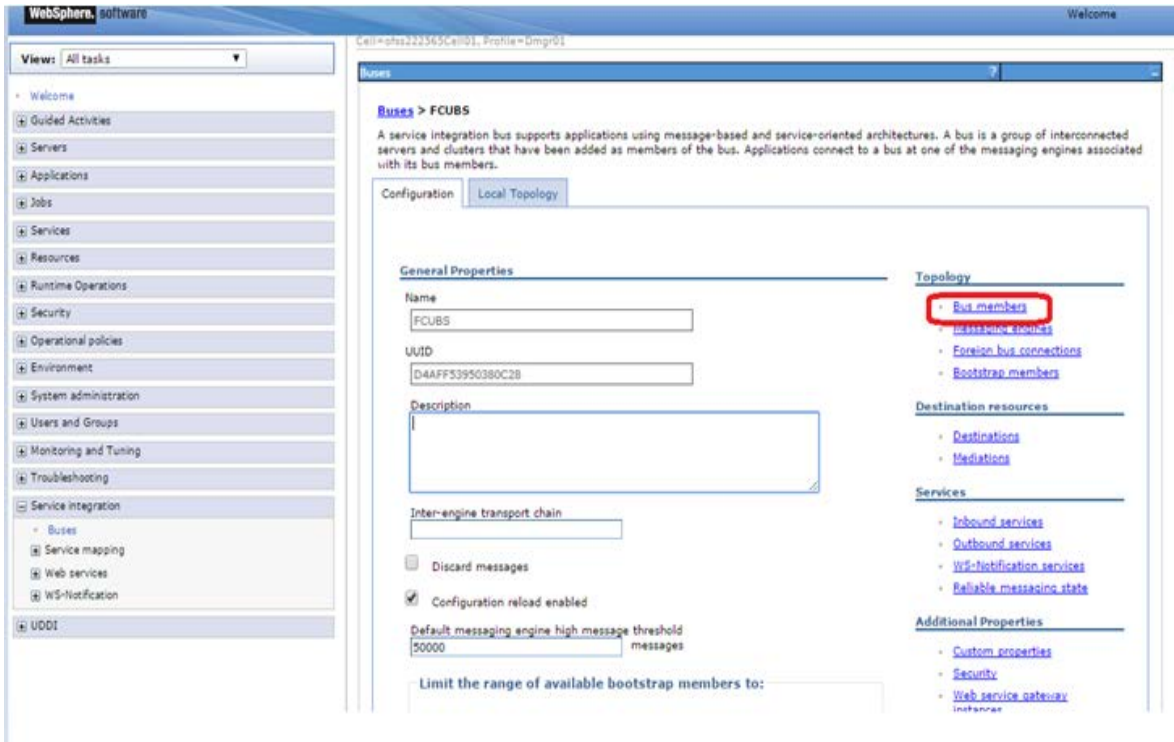 WebSphere. software
Welcome
View: All tasks
Welcome
Guided Activities
Servers
Applications
Jobs
Services
Resources
Runtime Operations
Security
Operational policies
Environment
System administration
Users and Groups
Monitoring and Tuning
Troubleshooting
Service integration
Buses
Service mapping
Web services
WS-Notification
UDDI
Cell=ofss222365Cell01, Profile=Dmgr01
Buses
?
Buses > FCUBS
A service integration bus supports applications using message-based and service-oriented architectures. A bus is a group of interconnected
servers and clusters that have been added as members of the bus. Applications connect to a bus at one of the messaging engines associated
with its bus members.
Configuration
Local Topology
General Properties
Name
FCUBS
UUID
D4AFF53950380C28
Description
Inter-engine transport chain
Discard messages
Configuration reload enabled
Default messaging engine high message threshold
50000 messages
Limit the range of available bootstrap members to:
Topology
Bus members
Messaging engines
Foreign bus connections
Bootstrap members
Destination resources
Destinations
Mediations
Services
Inbound services
Outbound services
WS-Notification services
Reliable messaging state
Additional Properties
Custom properties
Security
Web service gateway
instances